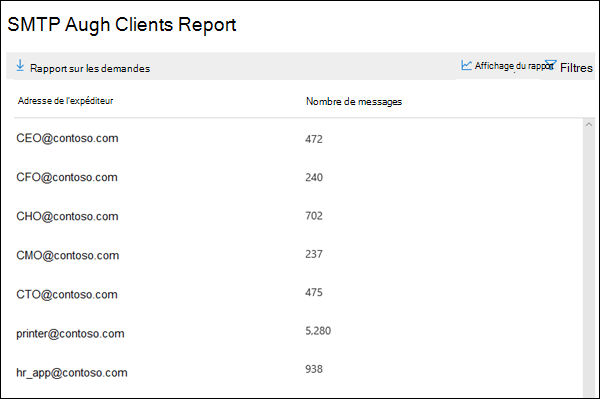 SMTP Augh Clients Report
Rapport sur les demandes Affichage du rapport Filtres
Adresse de l'expéditeur Nombre de messages
CEO@contoso.com 472
CFO@contoso.com 240
CHO@contoso.com 702
CMO@contoso.com 237
CTO@contoso.com 475
printer@contoso.com 5,280
hr_app@contoso.com 938